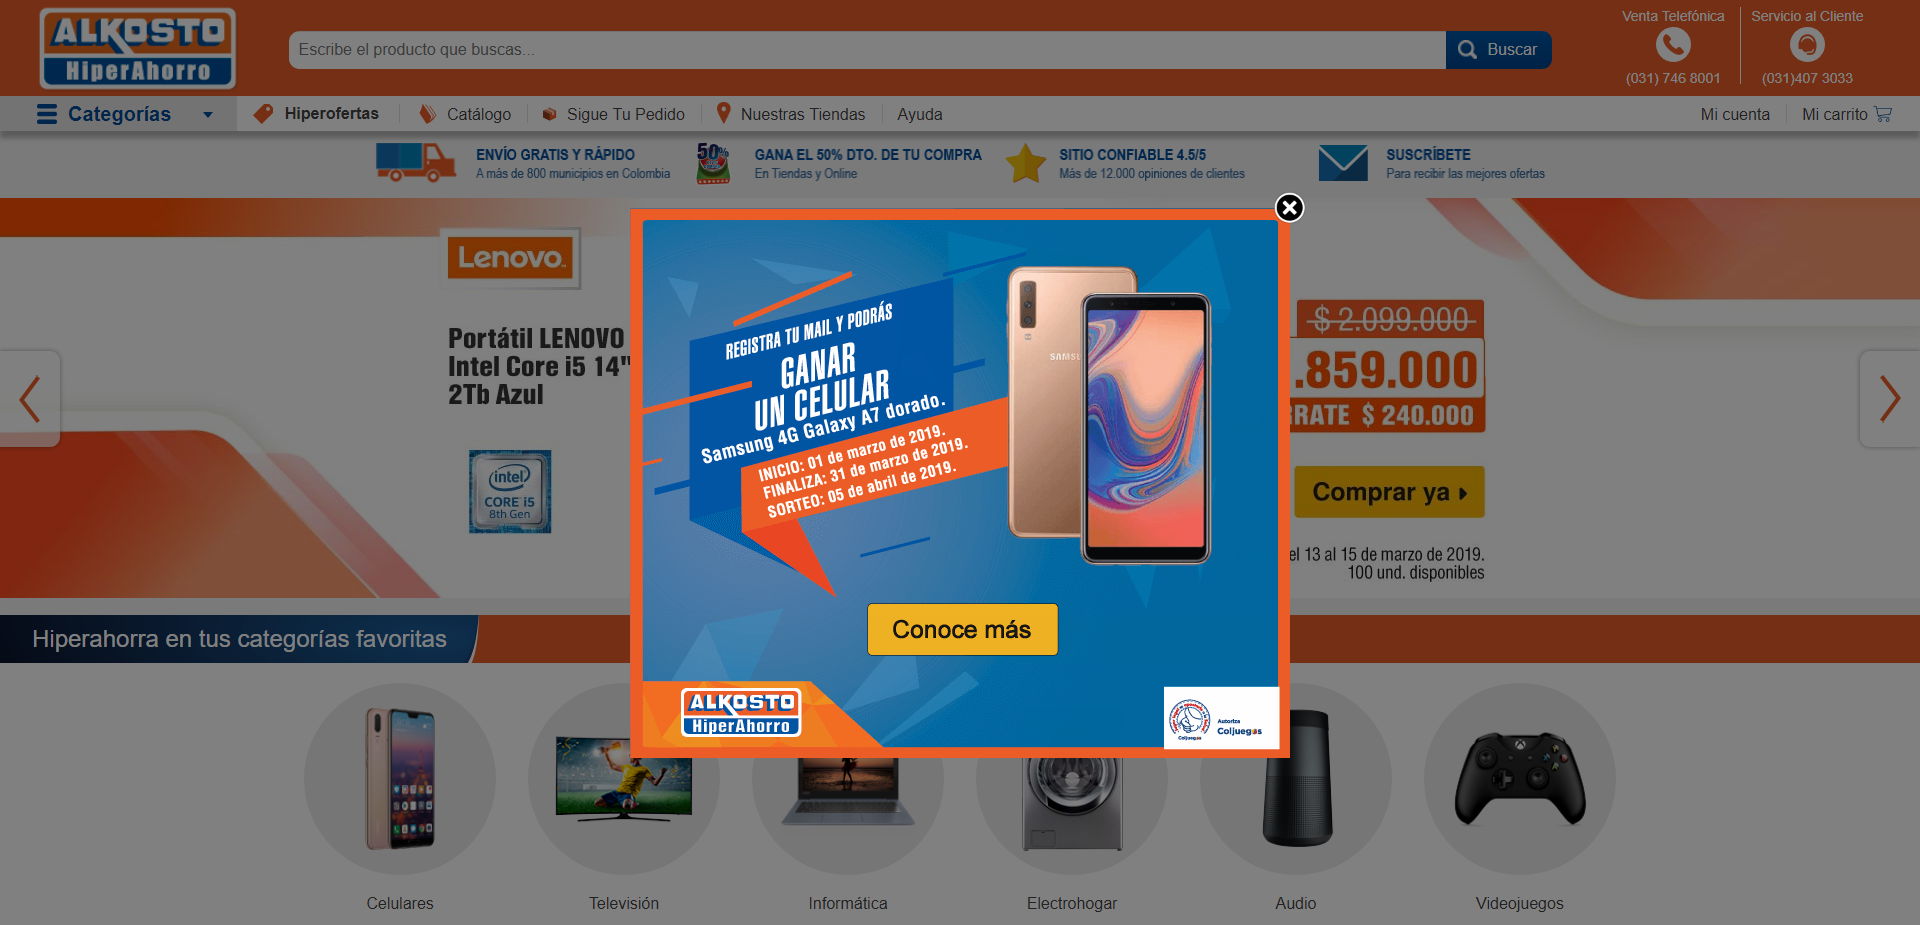 ALKOSTO
HiperAhorro
Escribe el producto que buscas...
Buscar
Venta Telefónica
(031) 746 8001
Servicio al Cliente
(031)407 3033
Categorías
Hiperofertas
Catálogo
Sigue Tu Pedido
Nuestras Tiendas
Ayuda
Mi cuenta
Mi carrito
ENVÍO GRATIS Y RÁPIDO
A más de 800 municipios en Colombia
50%
GANA EL 50% DTO. DE TU COMPRA
En Tiendas y Online
SITIO CONFIABLE 4.5/5
Más de 12.000 opiniones de clientes
SUSCRÍBETE
Para recibir las mejores ofertas
Lenovo
Portátil LENOVO
Intel Core i5 14"
2Tb Azul
intel
CORE i5
8th Gen
$ 2.099.000
.859.000
RATE $ 240.000
Comprar ya
el 13 al 15 de marzo de 2019.
100 und. disponibles
REGISTRA TU MAIL Y PODRÁS
GANAR
UN CELULAR
Samsung 4G Galaxy A7 dorado.
INICIO: 01 de marzo de 2019.
FINALIZA: 31 de marzo de 2019.
SORTEO: 05 de abril de 2019.
SAMSU
Conoce más
ALKOSTO
HiperAhorro
Coljuegos
Autoriza
Coljuegos
Hiperahorra en tus categorías favoritas
Celulares
Televisión
Informática
Electrohogar
Audio
Videojuegos